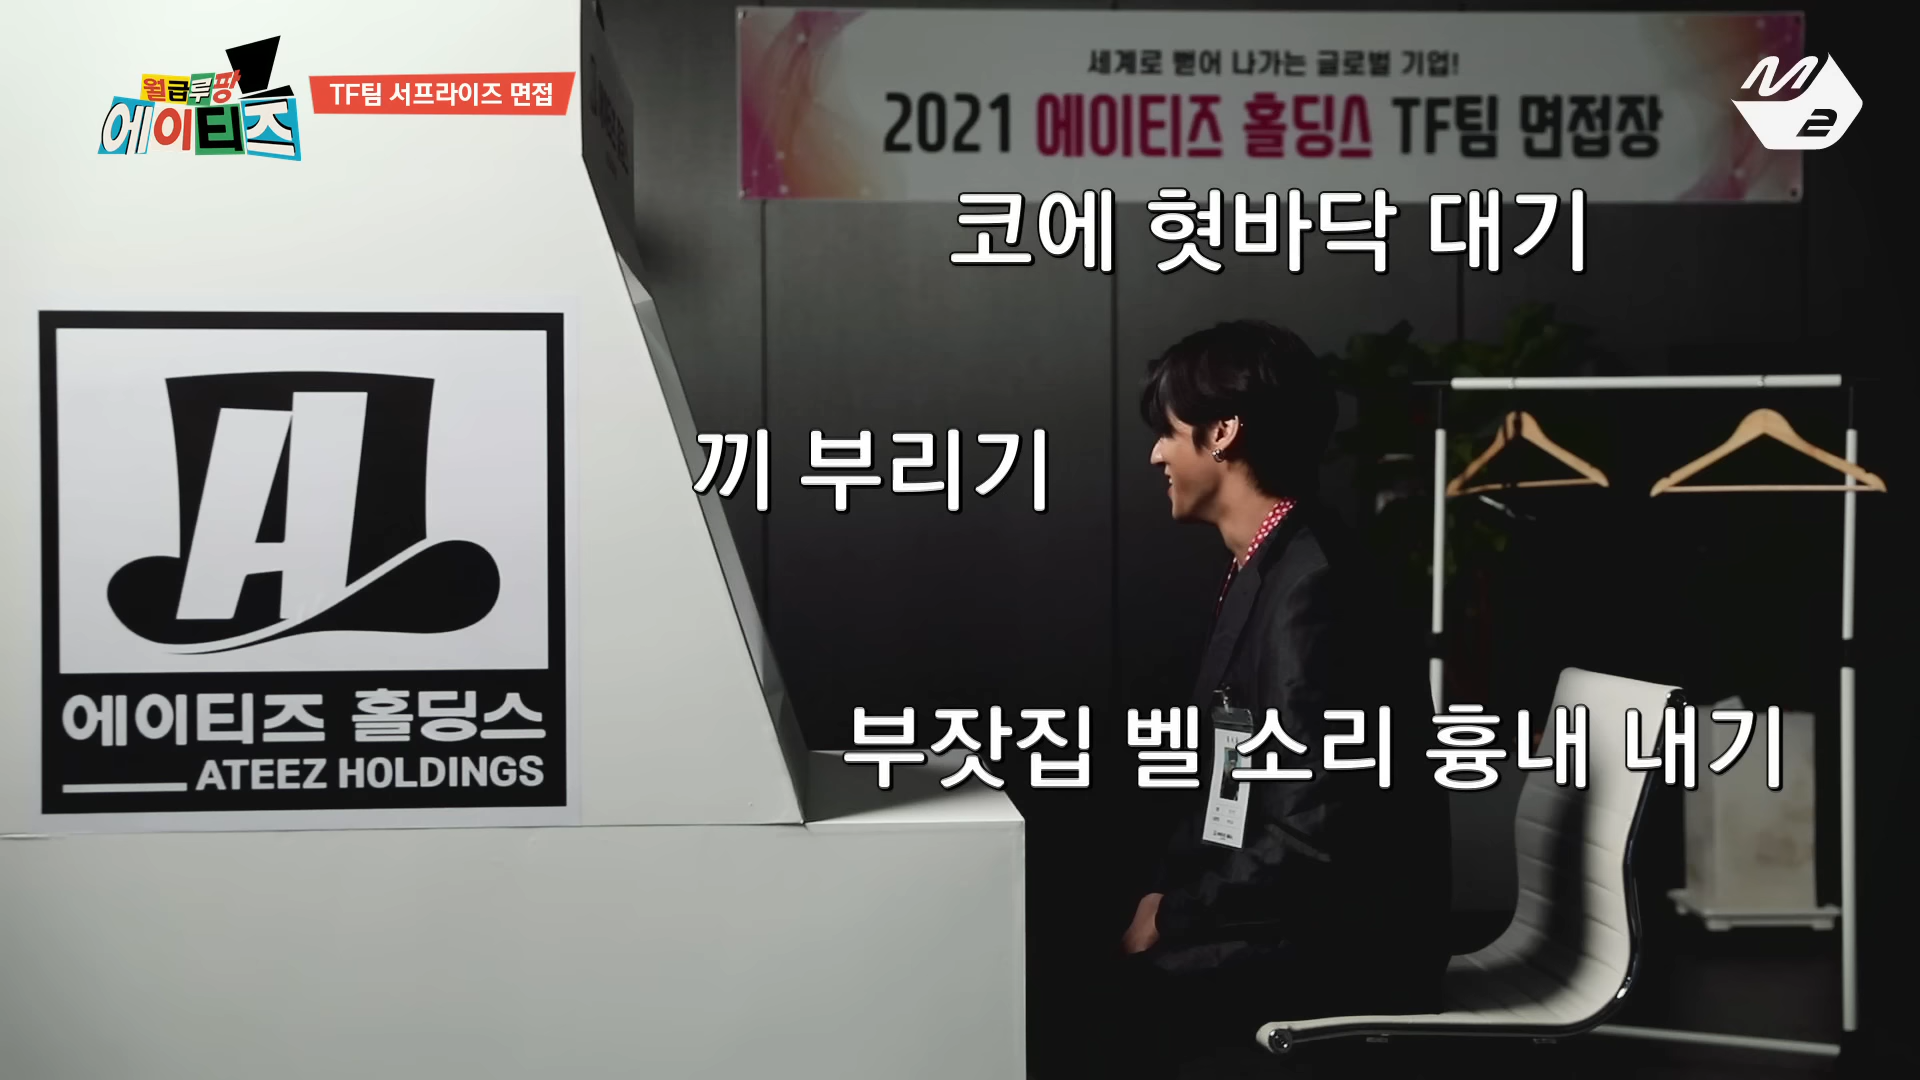 월급루팡
에이티즈
TF팀 서프라이즈 면접
세계로 뻗어 나가는 글로벌 기업!
2021 에이티즈 홀딩스 TF팀 면접장
M2
코에 혓바닥 대기
끼 부리기
부잣집 벨 소리 흉내 내기
A
에이티즈 홀딩스
ATEEZ HOLDINGS